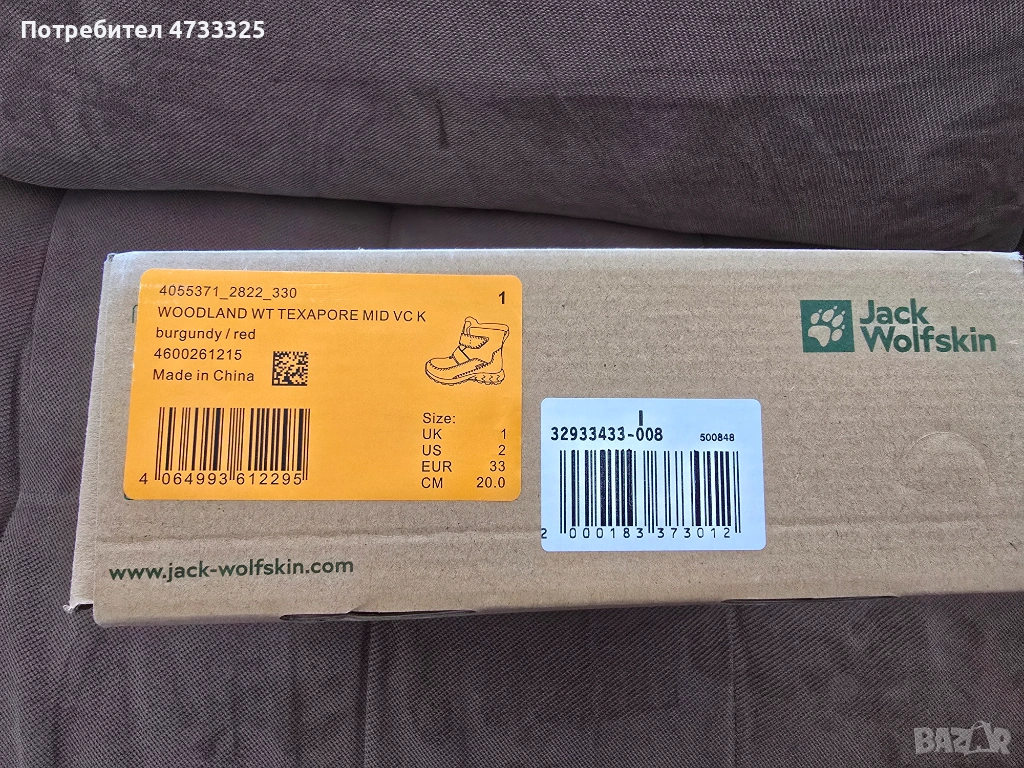 Потребител 4733325
4055371_2822_330
1
WOODLAND WT TEXAPORE MID VC K
burgundy / red
4600261215
Made in China
Size:
UK 1
US 2
EUR 33
CM 20.0
4 064993 612295
Jack
Wolfskin
32933433-008 500848
2 000183 373012
www.jack-wolfskin.com
BAZAR